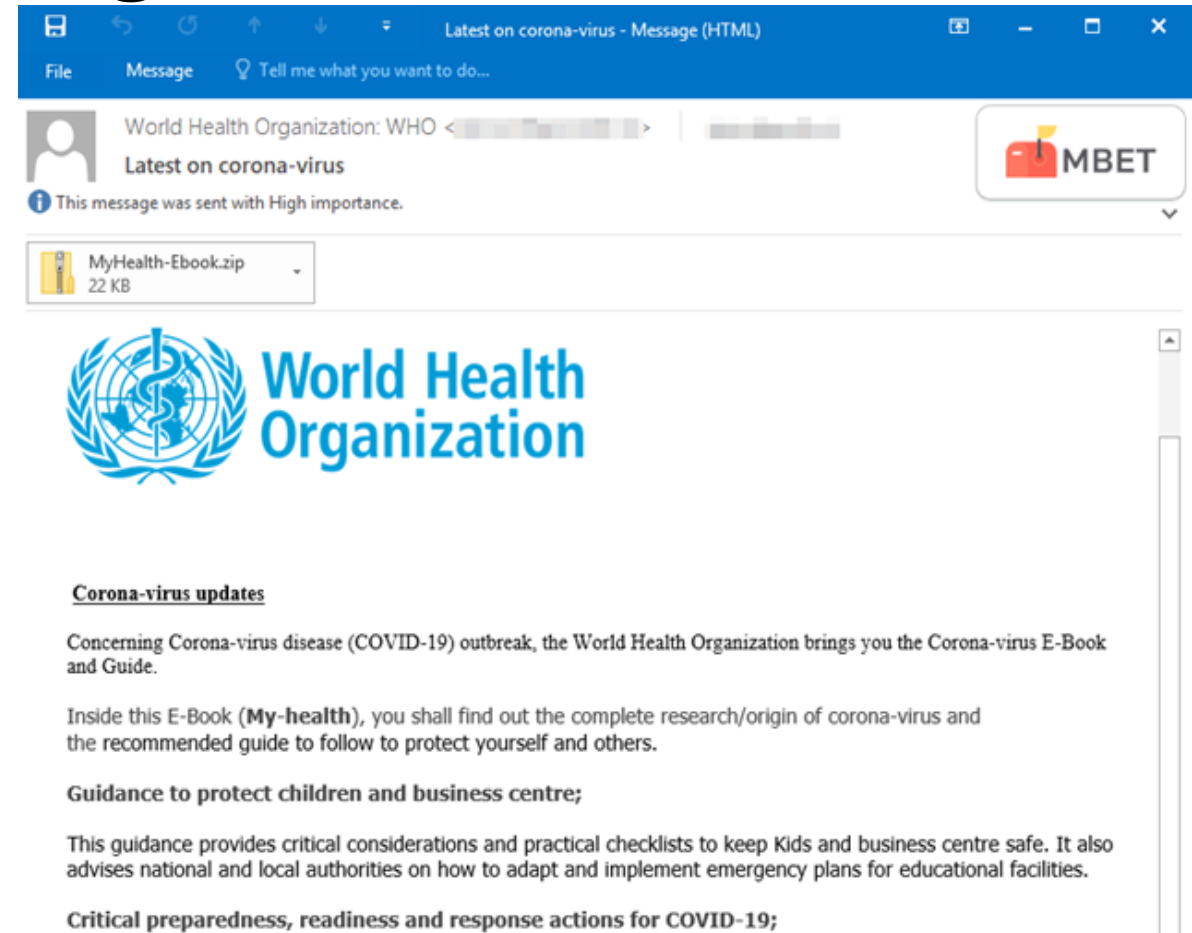 Latest on corona-virus - Message (HTML)
File Message Tell me what you want to do...
World Health Organization: WHO < >
Latest on corona-virus
MBET
This message was sent with High importance.
MyHealth-Ebook.zip
22 KB
World Health
Organization
Corona-virus updates
Concerning Corona-virus disease (COVID-19) outbreak, the World Health Organization brings you the Corona-virus E-Book
and Guide.
Inside this E-Book (My-health), you shall find out the complete research/origin of corona-virus and
the recommended guide to follow to protect yourself and others.
Guidance to protect children and business centre;
This guidance provides critical considerations and practical checklists to keep Kids and business centre safe. It also
advises national and local authorities on how to adapt and implement emergency plans for educational facilities.
Critical preparedness, readiness and response actions for COVID-19;